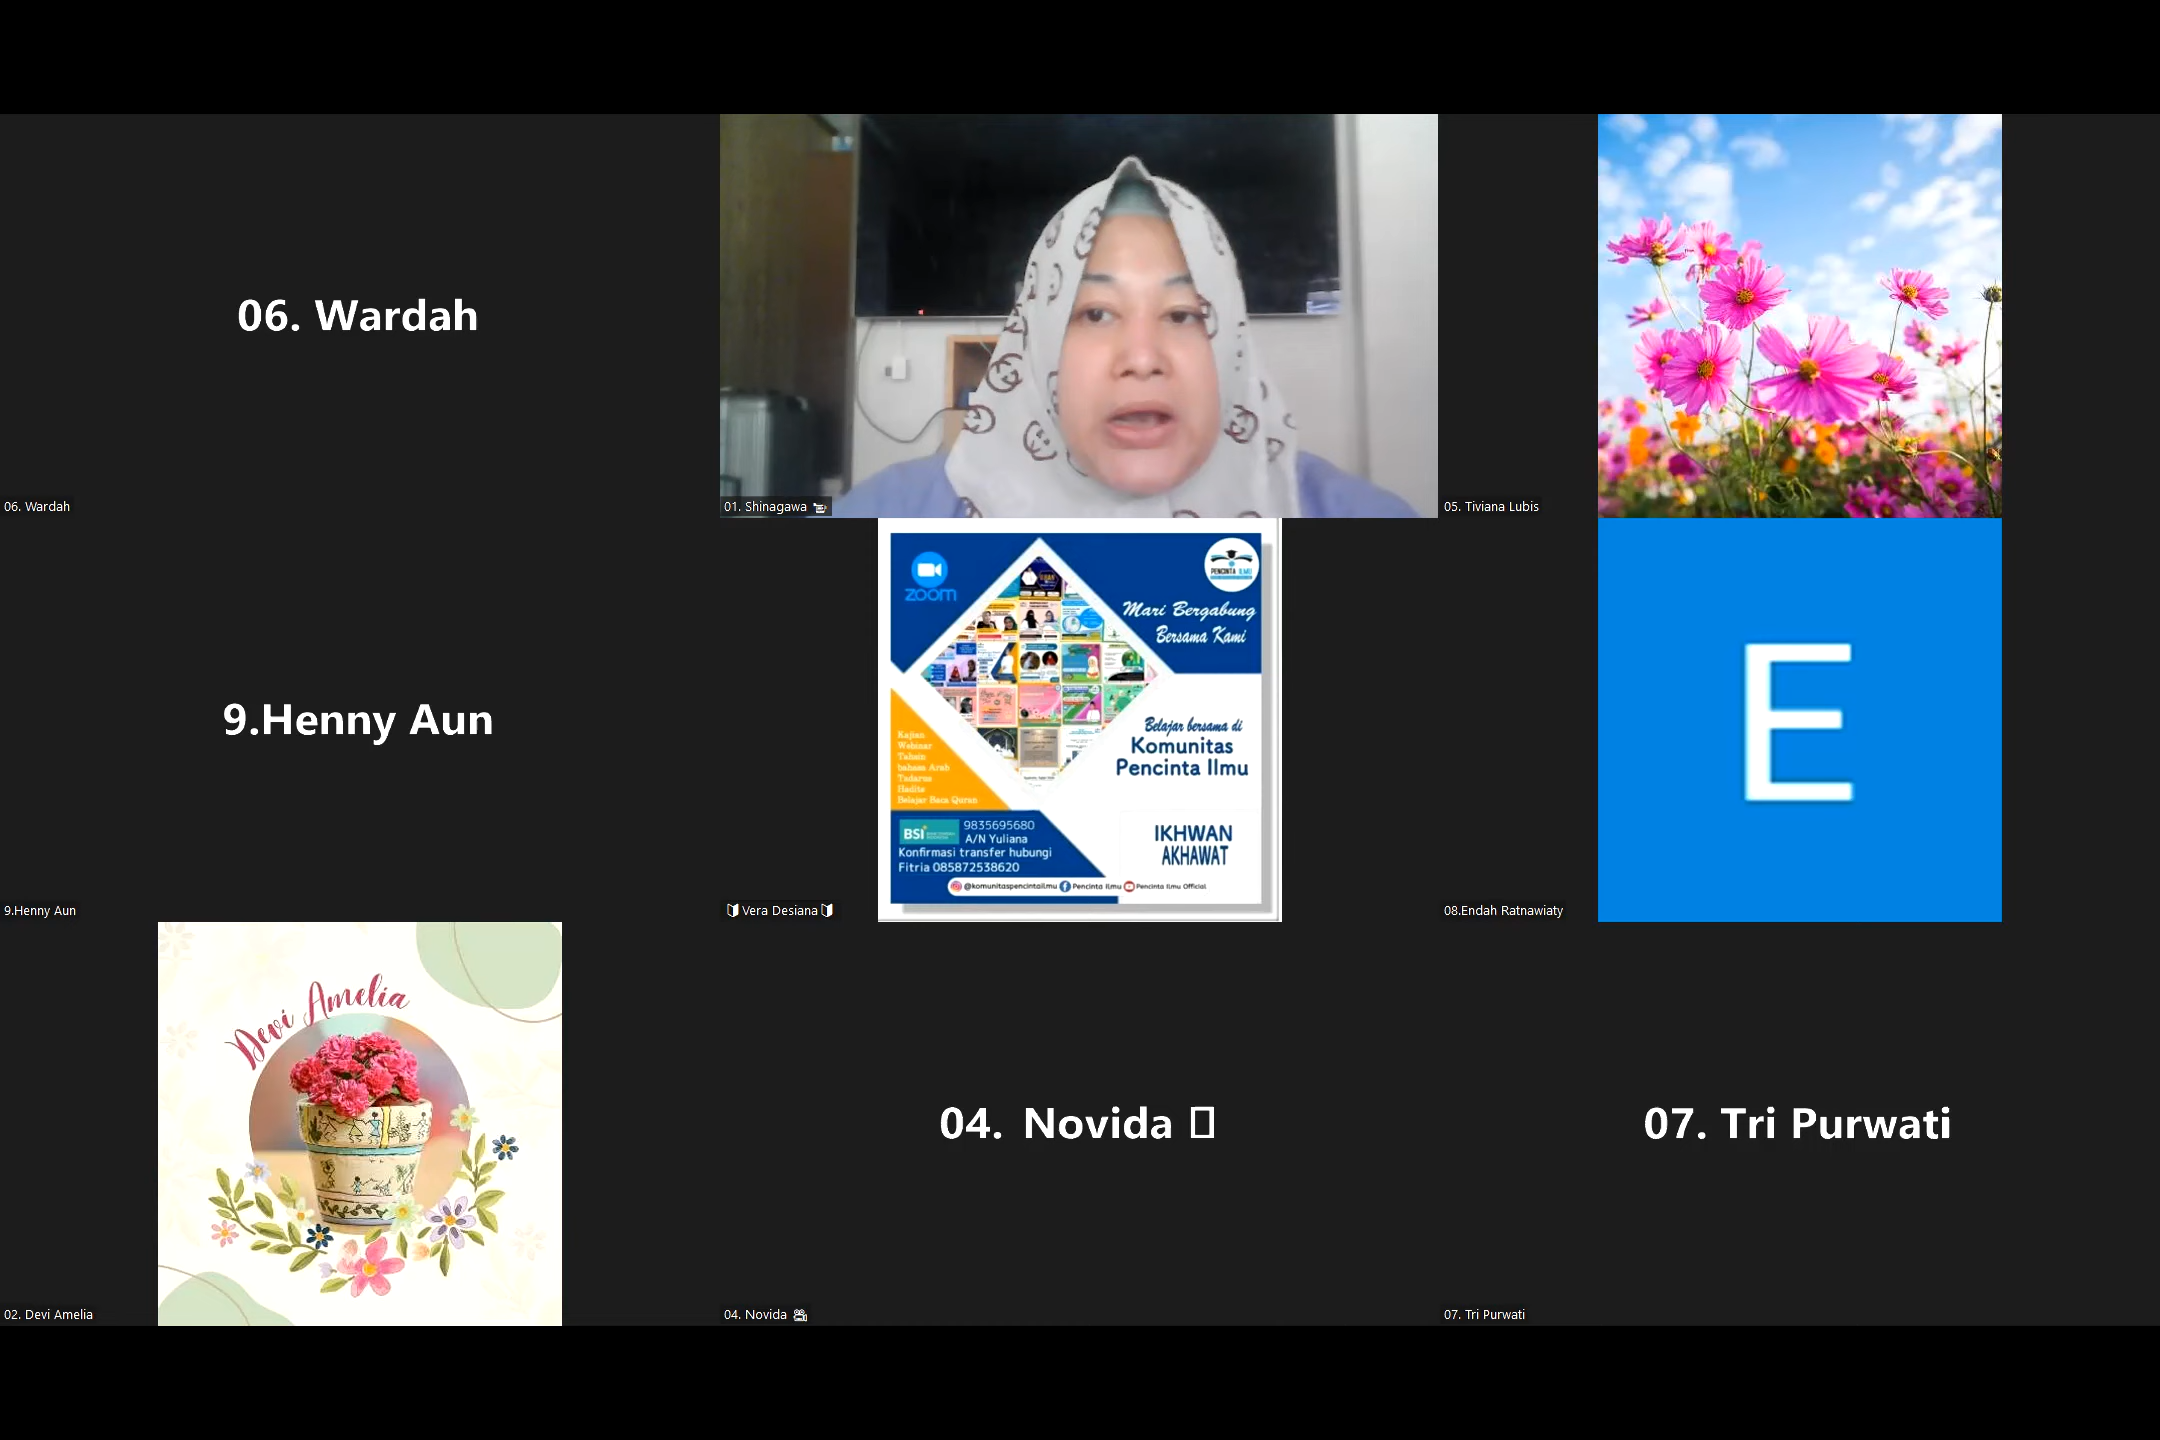 06. Wardah
06. Wardah
01. Shinagawa
05. Tiviana Lubis
9.Henny Aun
9.Henny Aun
zoom
PENCINTA ILMU
Mari Bergabung
Bersama Kami
Belajar bersama di
Komunitas
Pencinta Ilmu
Kajian
Webinar
Tahsin
bahasa Arab
Tadarus
Hadits
Belajar Baca Quran
BSI
9835695680
A/N Yuliana
Konfirmasi transfer hubungi
Fitria 085872538620
IKHWAN
AKHAWAT
@komunitaspencintailmu Pencinta Ilmu Pencinta Ilmu Official
Vera Desiana
E
08.Endah Ratnawiaty
Devi Amelia
02. Devi Amelia
04. Novida
04. Novida
07. Tri Purwati
07. Tri Purwati